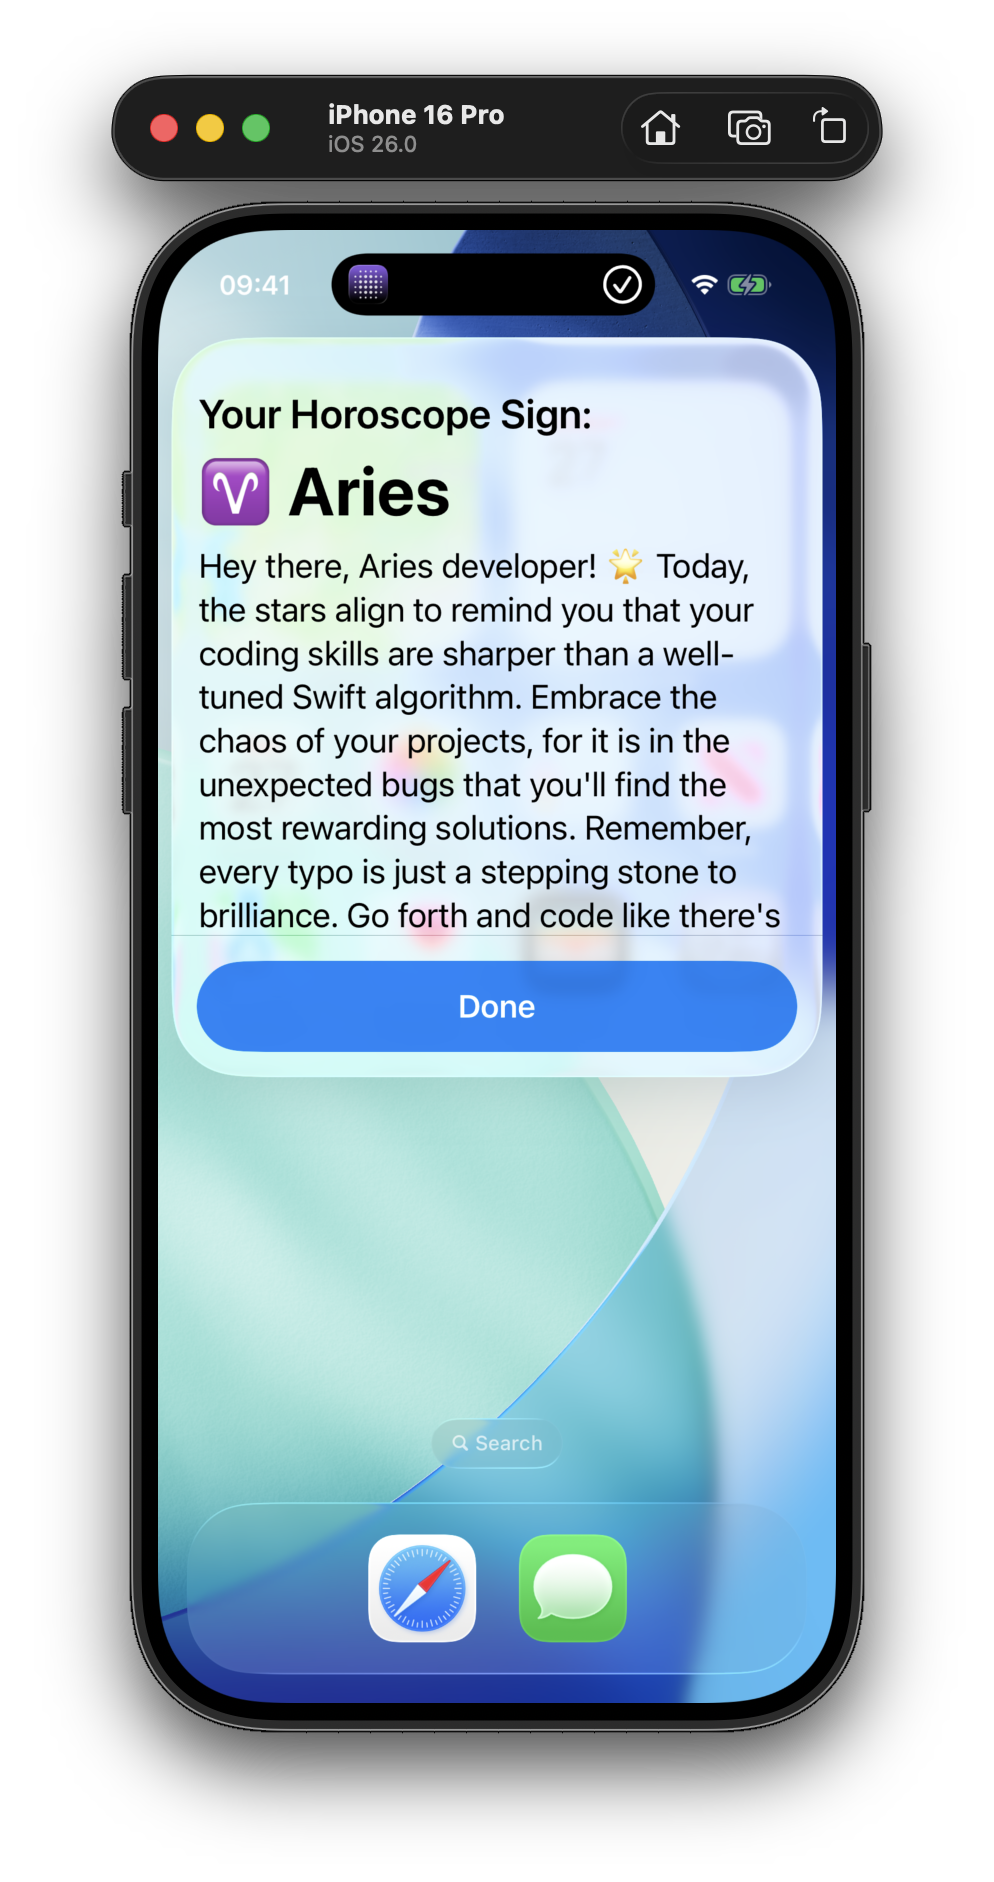 iPhone 16 Pro
iOS 26.0
09:41
Your Horoscope Sign:
♈ Aries
Hey there, Aries developer! 🌟 Today,
the stars align to remind you that your
coding skills are sharper than a well-
tuned Swift algorithm. Embrace the
chaos of your projects, for it is in the
unexpected bugs that you'll find the
most rewarding solutions. Remember,
every typo is just a stepping stone to
brilliance. Go forth and code like there's
Done
Search